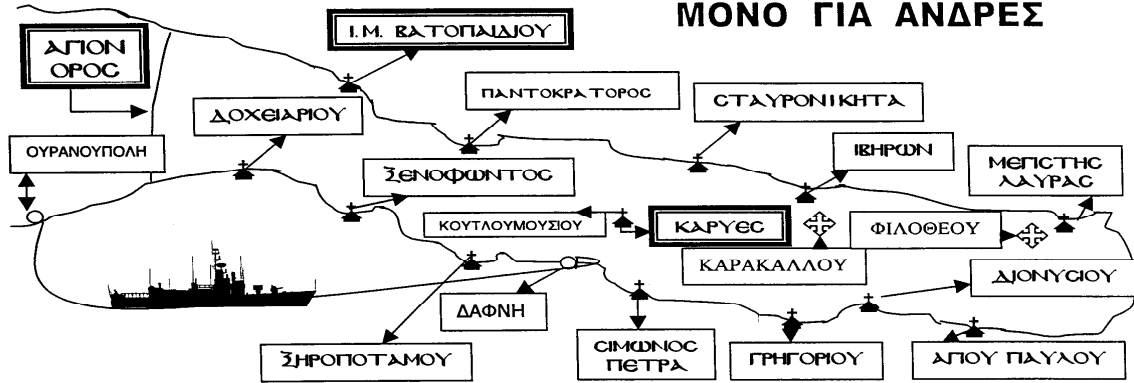 ΜΟΝΟ ΓΙΑ ΑΝΔΡΕΣ
ΑΓΙΟΝ
ΟΡΟΣ
Ι.Μ. ΒΑΤΟΠΑΙΔΙΟΥ
ΠΑΝΤΟΚΡΑΤΟΡΟΣ
ΔΟΧΕΙΑΡΙΟΥ
ΣΤΑΥΡΟΝΙΚΗΤΑ
ΟΥΡΑΝΟΥΠΟΛΗ
ΙΒΗΡΩΝ
ΜΕΓΙΣΤΗΣ
ΛΑΥΡΑΣ
ΞΕΝΟΦΩΝΤΟΣ
ΚΟΥΤΛΟΥΜΟΥΣΙΟΥ
ΚΑΡΥΕΣ
ΦΙΛΟΘΕΟΥ
ΚΑΡΑΚΑΛΛΟΥ
ΔΙΟΝΥΣΙΟΥ
ΔΑΦΝΗ
ΞΗΡΟΠΟΤΑΜΟΥ
ΣΙΜΩΝΟΣ
ΠΕΤΡΑ
ΓΡΗΓΟΡΙΟΥ
ΑΓΙΟΥ ΠΑΥΛΟΥ